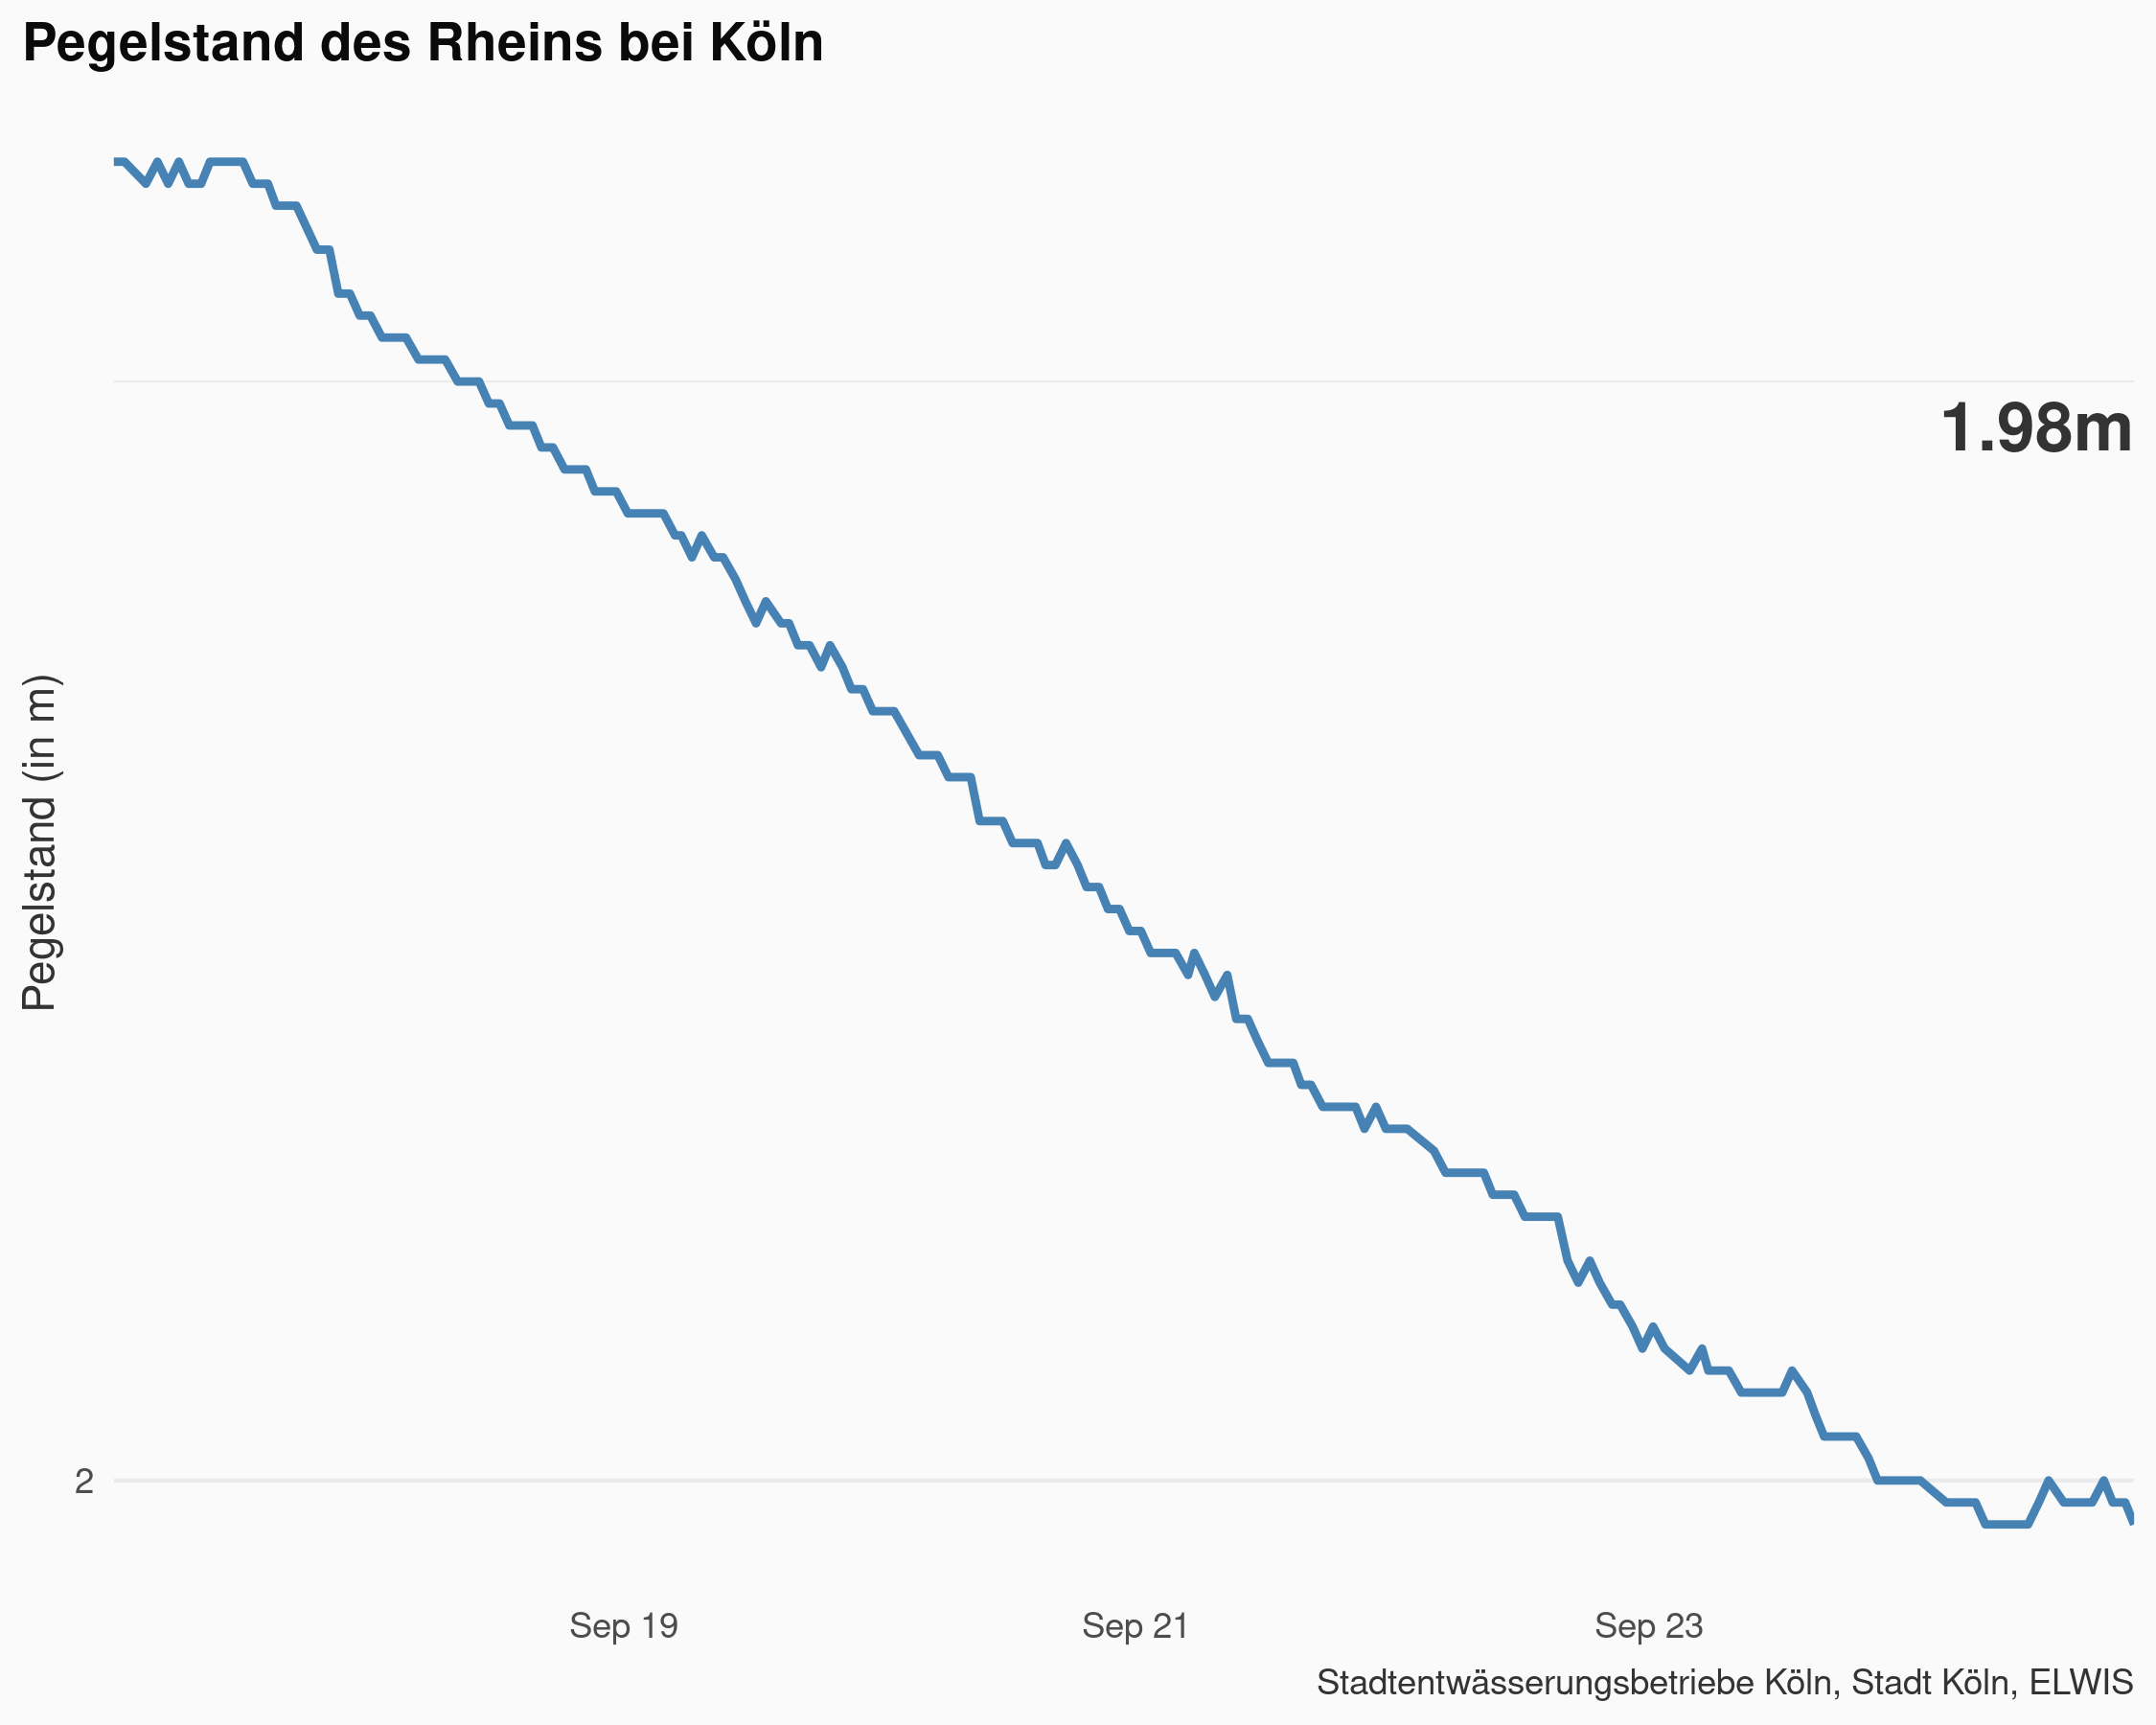 Pegelstand des Rheins bei Köln
1.98m
Pegelstand (in m)
2
Sep 19
Sep 21
Sep 23
Stadtentwässerungsbetriebe Köln, Stadt Köln, ELWIS